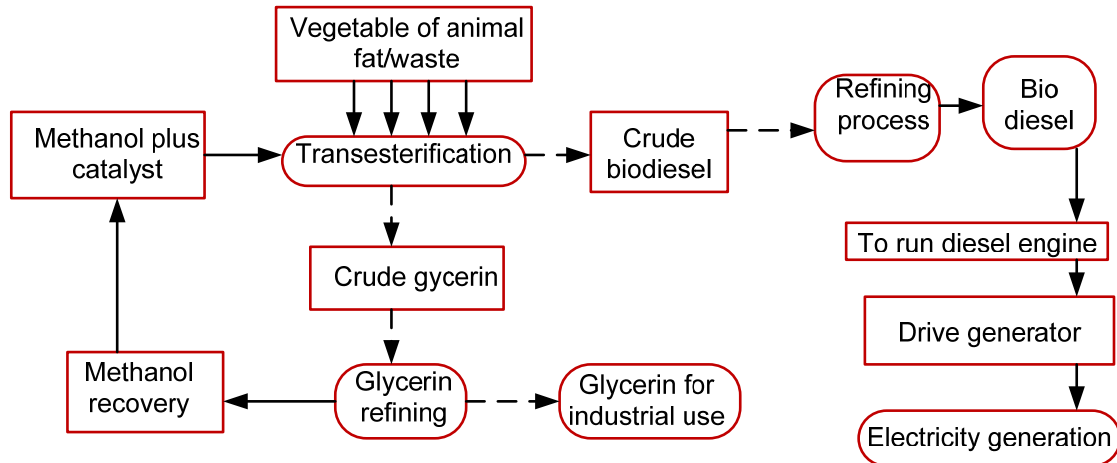 Vegetable of animal
fat/waste
Methanol plus
catalyst
Transesterification
Crude
biodiesel
Refining
process
Bio
diesel
To run diesel engine
Crude gycerin
Drive generator
Methanol
recovery
Glycerin
refining
Glycerin for
industrial use
Electricity generation